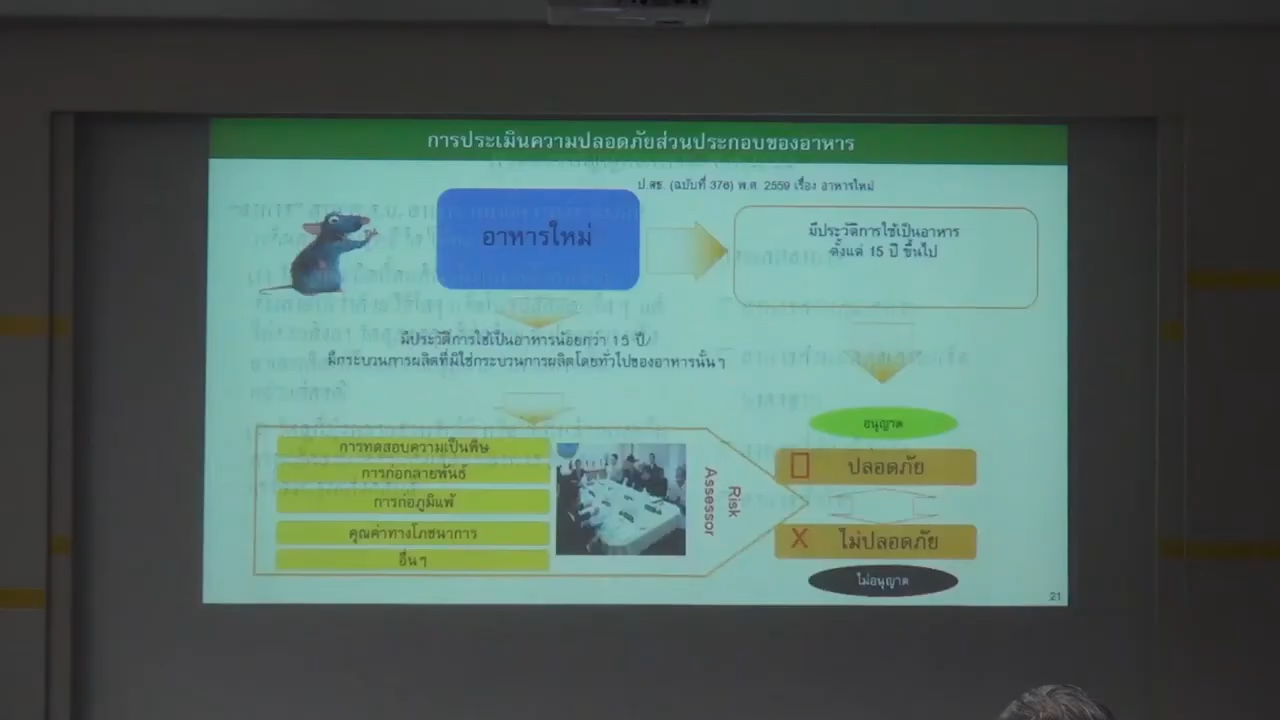 การประเมินความปลอดภัยส่วนประกอบของอาหาร
ป.สธ. (ฉบับที่ 376) พ.ศ. 2559 เรื่อง อาหารใหม่
อาหารใหม่
มีประวัติการใช้เป็นอาหาร
ตั้งแต่ 15 ปี ขึ้นไป
มีประวัติการใช้เป็นอาหารน้อยกว่า 15 ปี/
มีกระบวนการผลิตที่มิใช่กระบวนการผลิตโดยทั่วไปของอาหารนั้นๆ
การทดสอบความเป็นพิษ
การก่อกลายพันธุ์
การก่อภูมิแพ้
คุณค่าทางโภชนาการ
อื่นๆ
Risk
Assessor
อนุญาต
ปลอดภัย
X ไม่ปลอดภัย
ไม่อนุญาต
21